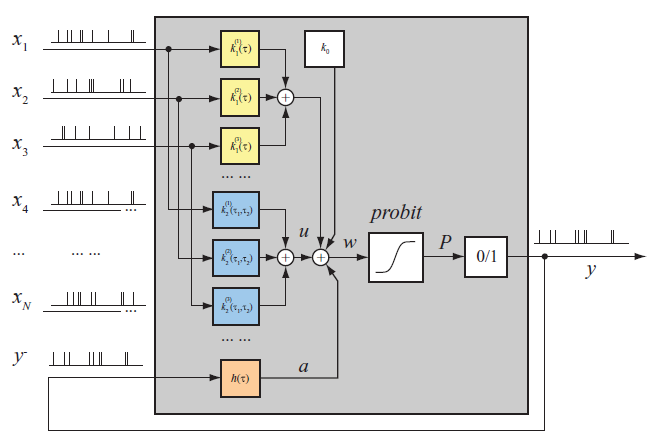 x₁
k₁⁽¹⁾(τ)
k₀
x₂
k₁⁽²⁾(τ)
+
x₃
k₁⁽³⁾(τ)
... ...
x₄
...
k₂⁽¹⁾(τ₁,τ₂)
probit
... ... ...
k₂⁽²⁾(τ₁,τ₂)
+
u
+
w
P
0/1
y
x_N
...
k₂⁽³⁾(τ₁,τ₂)
... ...
y⁻
h(τ)
a